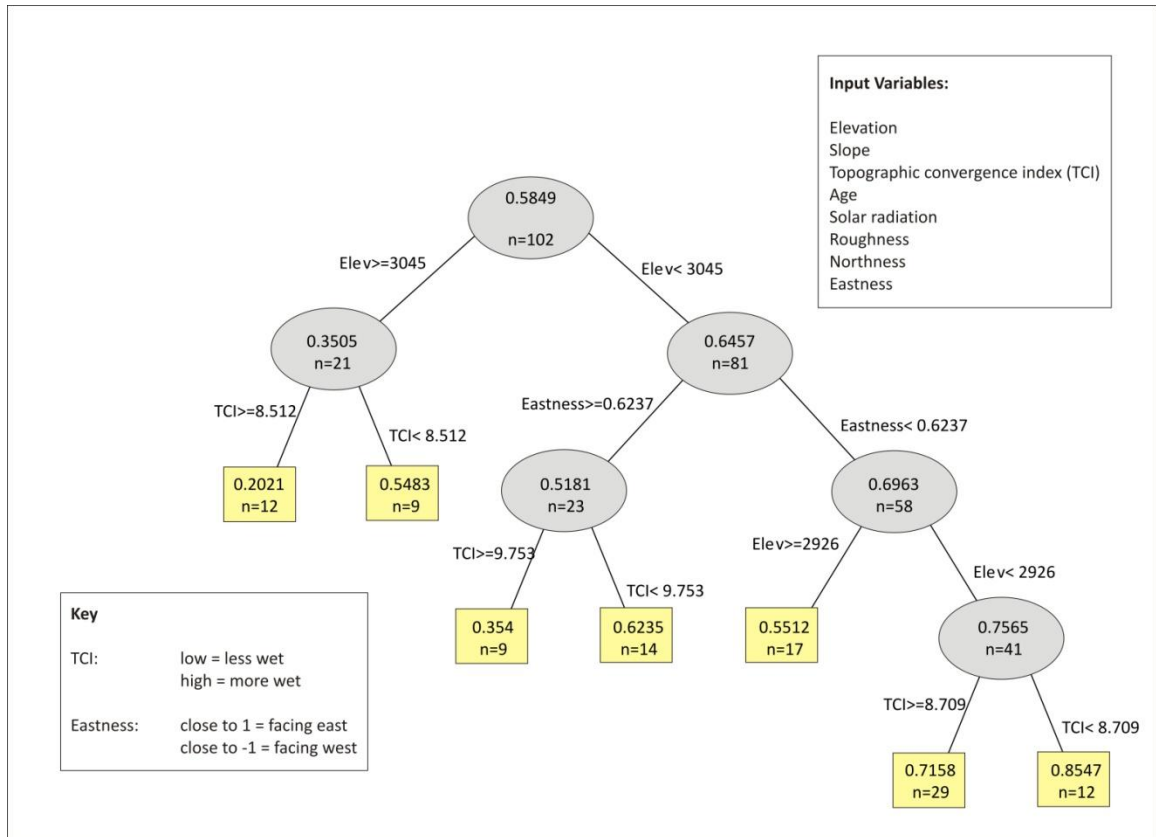 Input Variables:
Elevation
Slope
Topographic convergence index (TCI)
Age
Solar radiation
Roughness
Northness
Eastness
0.5849
n=102
Elev>=3045
Elev< 3045
0.3505
n=21
0.6457
n=81
TCI>=8.512
TCI< 8.512
Eastness>=0.6237
Eastness< 0.6237
0.2021
n=12
0.5483
n=9
0.5181
n=23
0.6963
n=58
TCI>=9.753
TCI< 9.753
Elev>=2926
Elev< 2926
0.354
n=9
0.6235
n=14
0.5512
n=17
0.7565
n=41
TCI>=8.709
TCI< 8.709
0.7158
n=29
0.8547
n=12
Key
TCI: low = less wet
high = more wet
Eastness: close to 1 = facing east
close to -1 = facing west